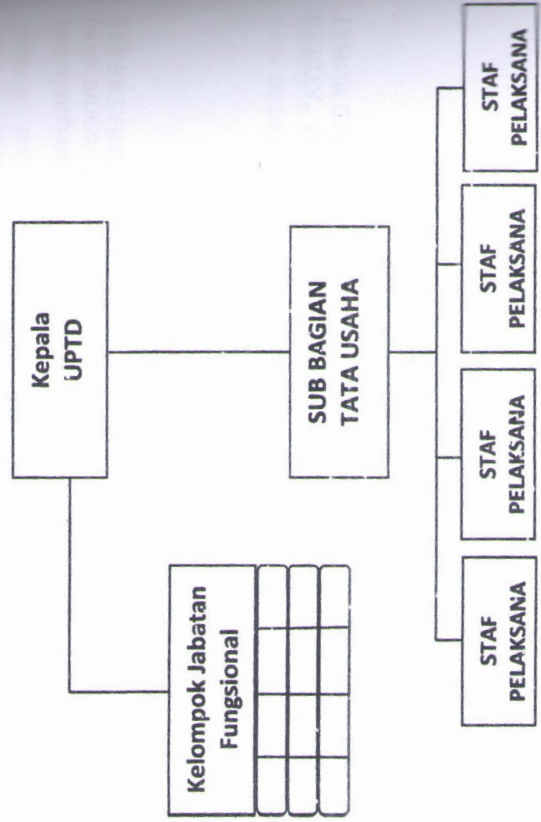 Kepala
UPTD
Kelompok Jabatan
Fungsional
SUB BAGIAN
TATA USAHA
STAF
PELAKSANA
STAF
PELAKSANA
STAF
PELAKSANA
STAF
PELAKSANA